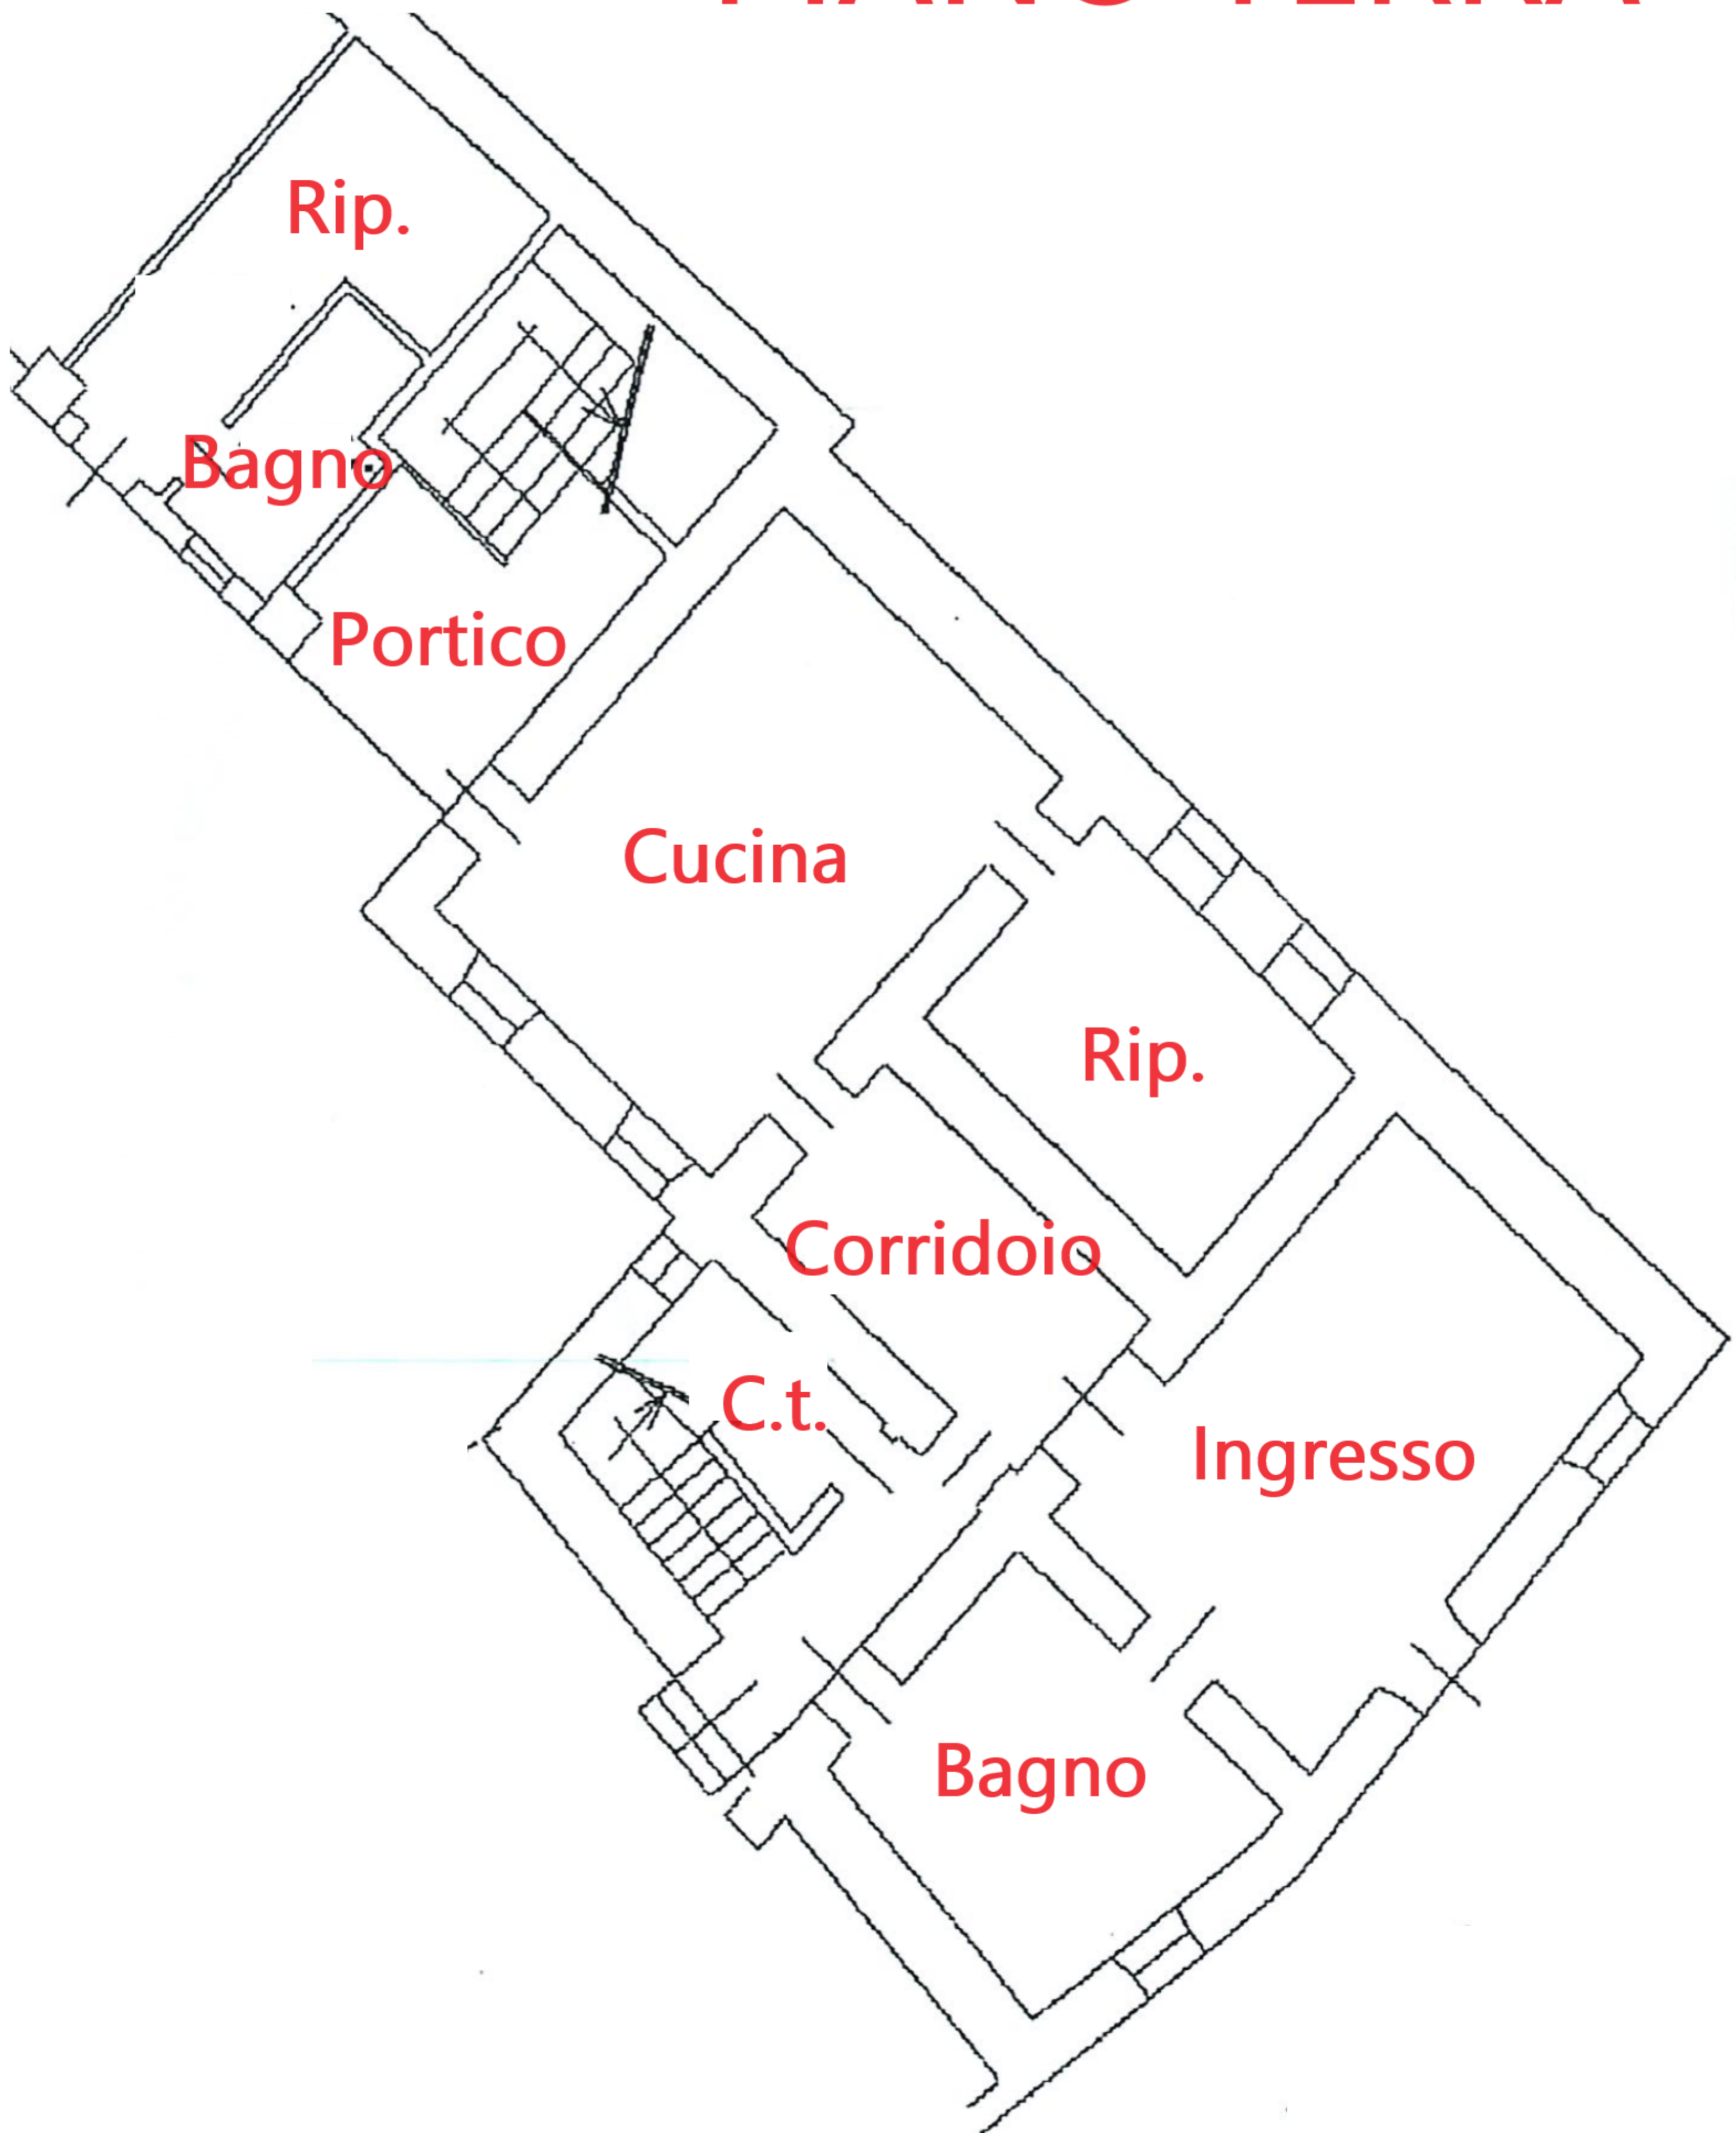 Rip.
Bagno
Portico
Cucina
Rip.
Corridoio
C.t.
Ingresso
Bagno